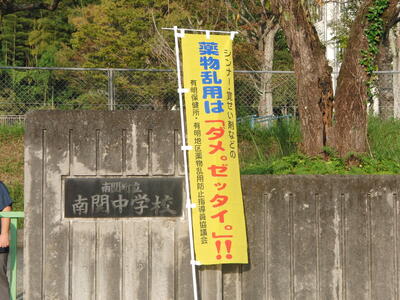 シンナー・覚せい剤などの
薬物乱用は「ダメ。ゼッタイ。」!!
有明保健所・有明地区薬物乱用防止指導員協議会
南関町立
南関中学校